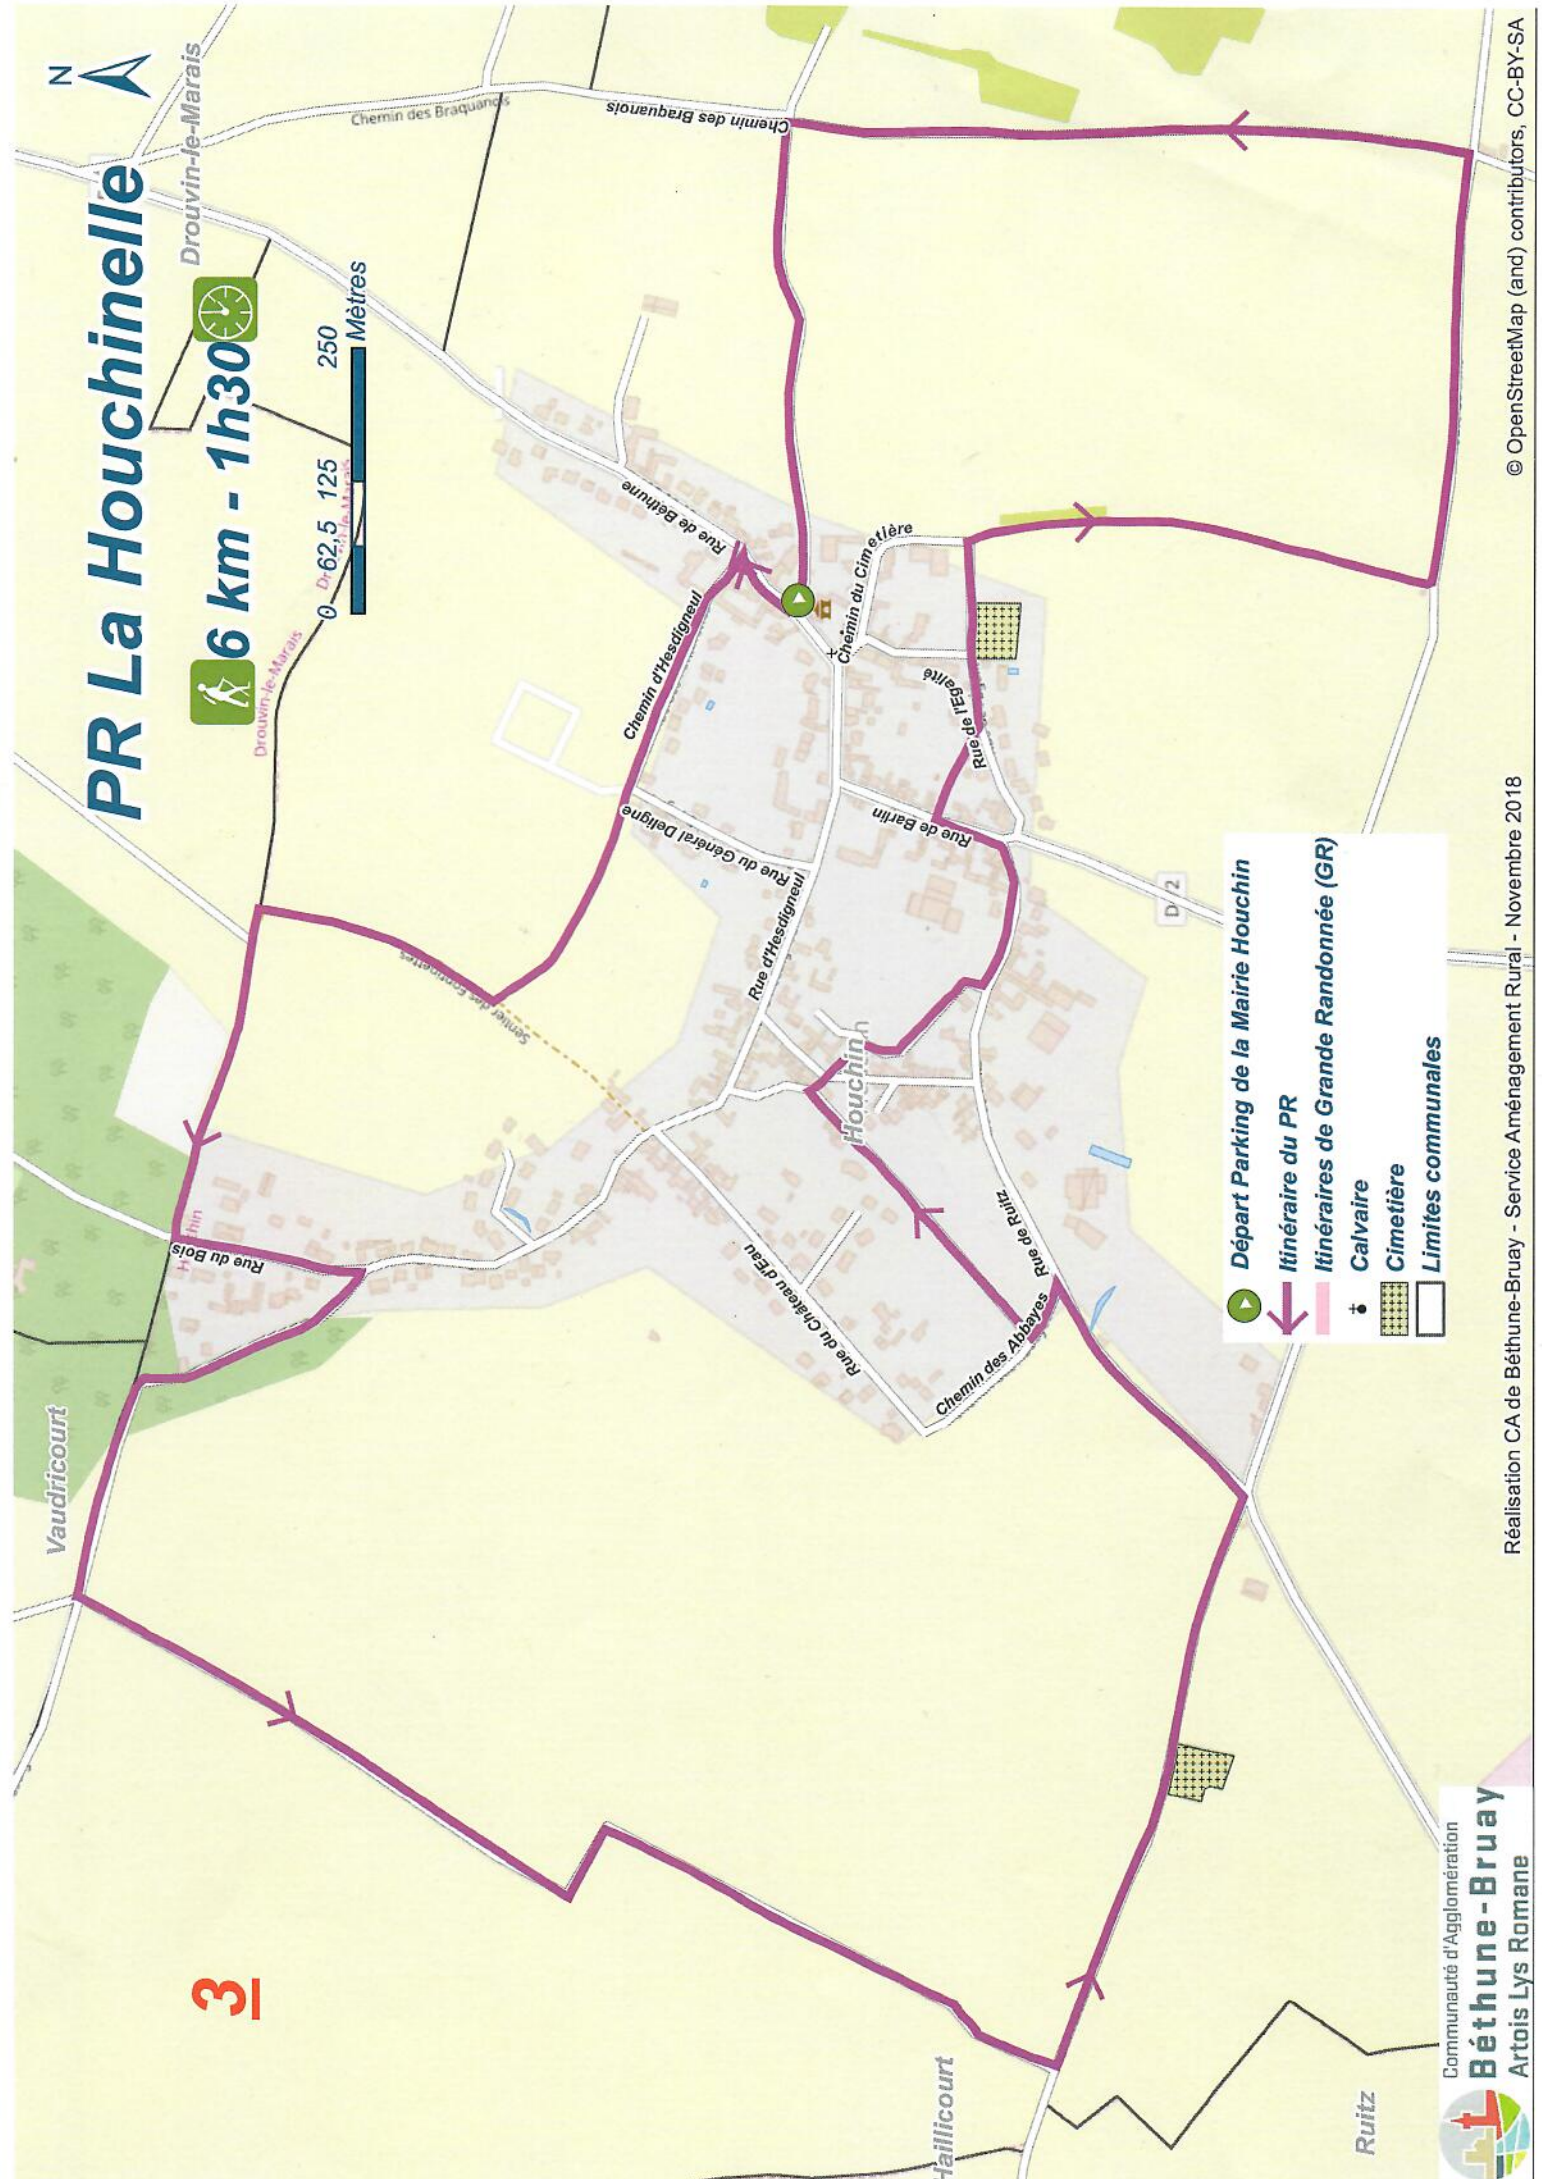 PR La Houchinelle
N
6 km - 1h30
0 62,5 125 250
Mètres
Drouvin-le-Marais
Drouvin-le-Marais
Vaudricourt
Haillicourt
Ruitz
Houchin
3
Chemin des Braquanois
Chemin des Braquanois
Rue de Béthune
Chemin d'Hesdigneul
Chemin du Cimetière
Rue de l'Egalité
Rue de Barlin
Rue du Général Deligne
Rue d'Hesdigneul
Sentier des Fontinettes
Rue du Bois
Rue du Château d'Eau
Chemin des Abbayes
Rue de Ruitz
Départ Parking de la Mairie Houchin
Itinéraire du PR
Itinéraires de Grande Randonnée (GR)
Calvaire
Cimetière
Limites communales
Communauté d'Agglomération
Béthune-Bruay
Artois Lys Romane
Réalisation CA de Béthune-Bruay - Service Aménagement Rural - Novembre 2018
© OpenStreetMap (and) contributors, CC-BY-SA